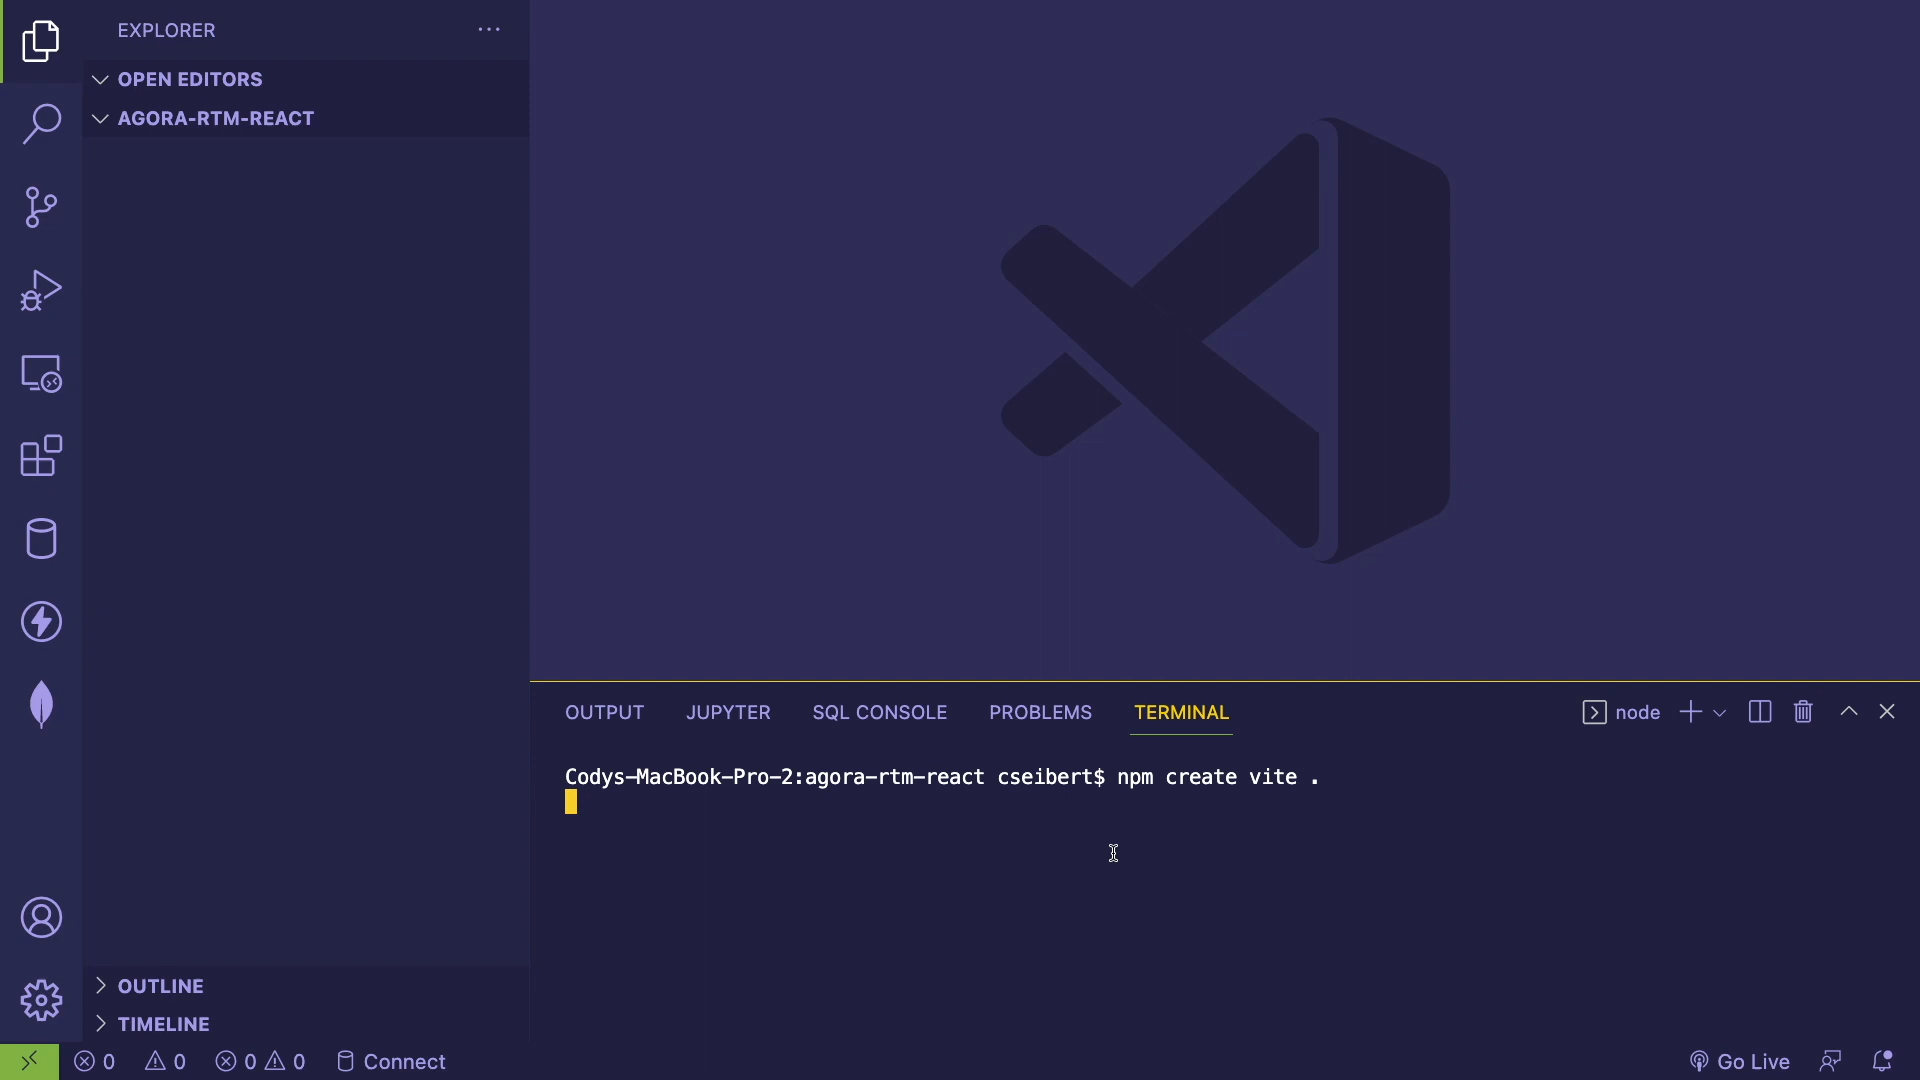 EXPLORER
OPEN EDITORS
AGORA-RTM-REACT
OUTPUT JUPYTER SQL CONSOLE PROBLEMS TERMINAL node
Codys-MacBook-Pro-2:agora-rtm-react cseibert$ npm create vite .
OUTLINE
TIMELINE
0 0 0 0 Connect Go Live